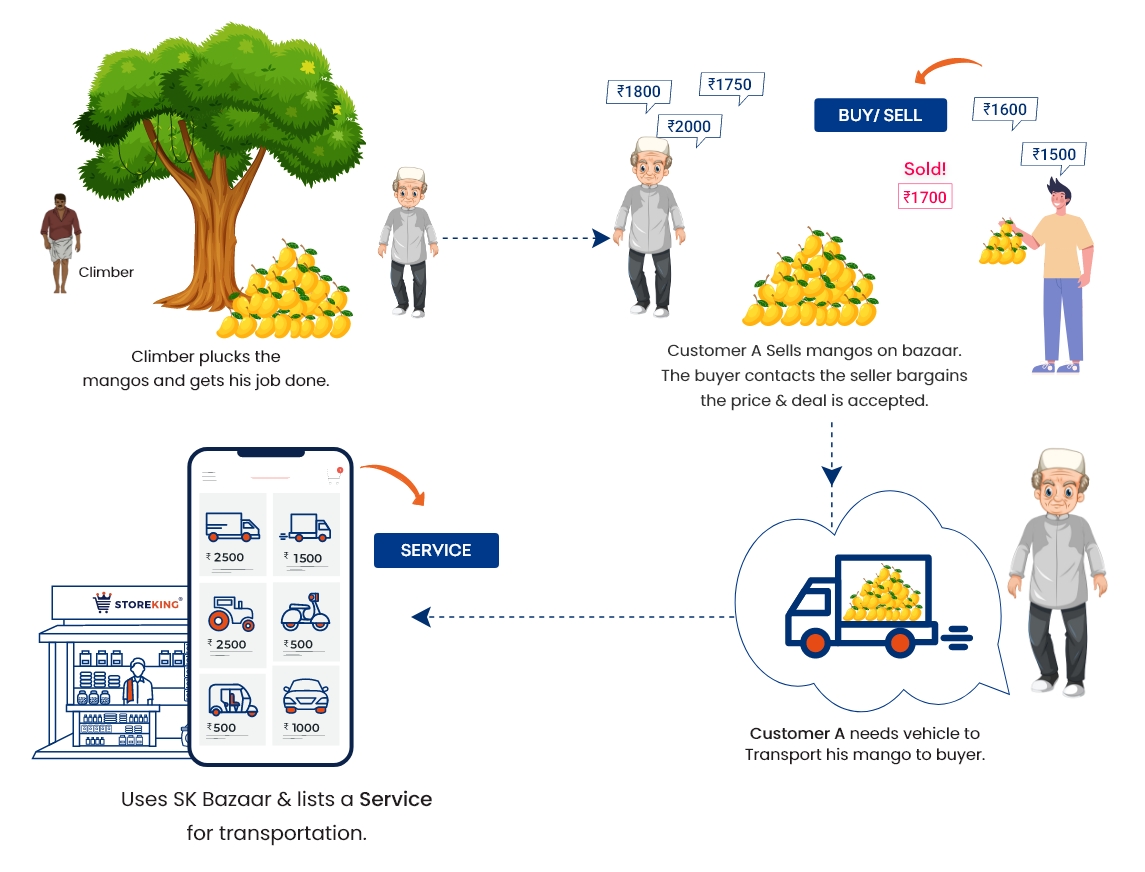 Climber
Climber plucks the
mangos and gets his job done.
₹1800
₹1750
₹2000
BUY/ SELL
Sold!
₹1700
₹1600
₹1500
Customer A Sells mangos on bazaar.
The buyer contacts the seller bargains
the price & deal is accepted.
Customer A needs vehicle to
Transport his mango to buyer.
SERVICE
STOREKING®
₹ 2500
₹ 1500
₹ 2500
₹ 500
₹ 500
₹ 1000
Uses SK Bazaar & lists a Service
for transportation.